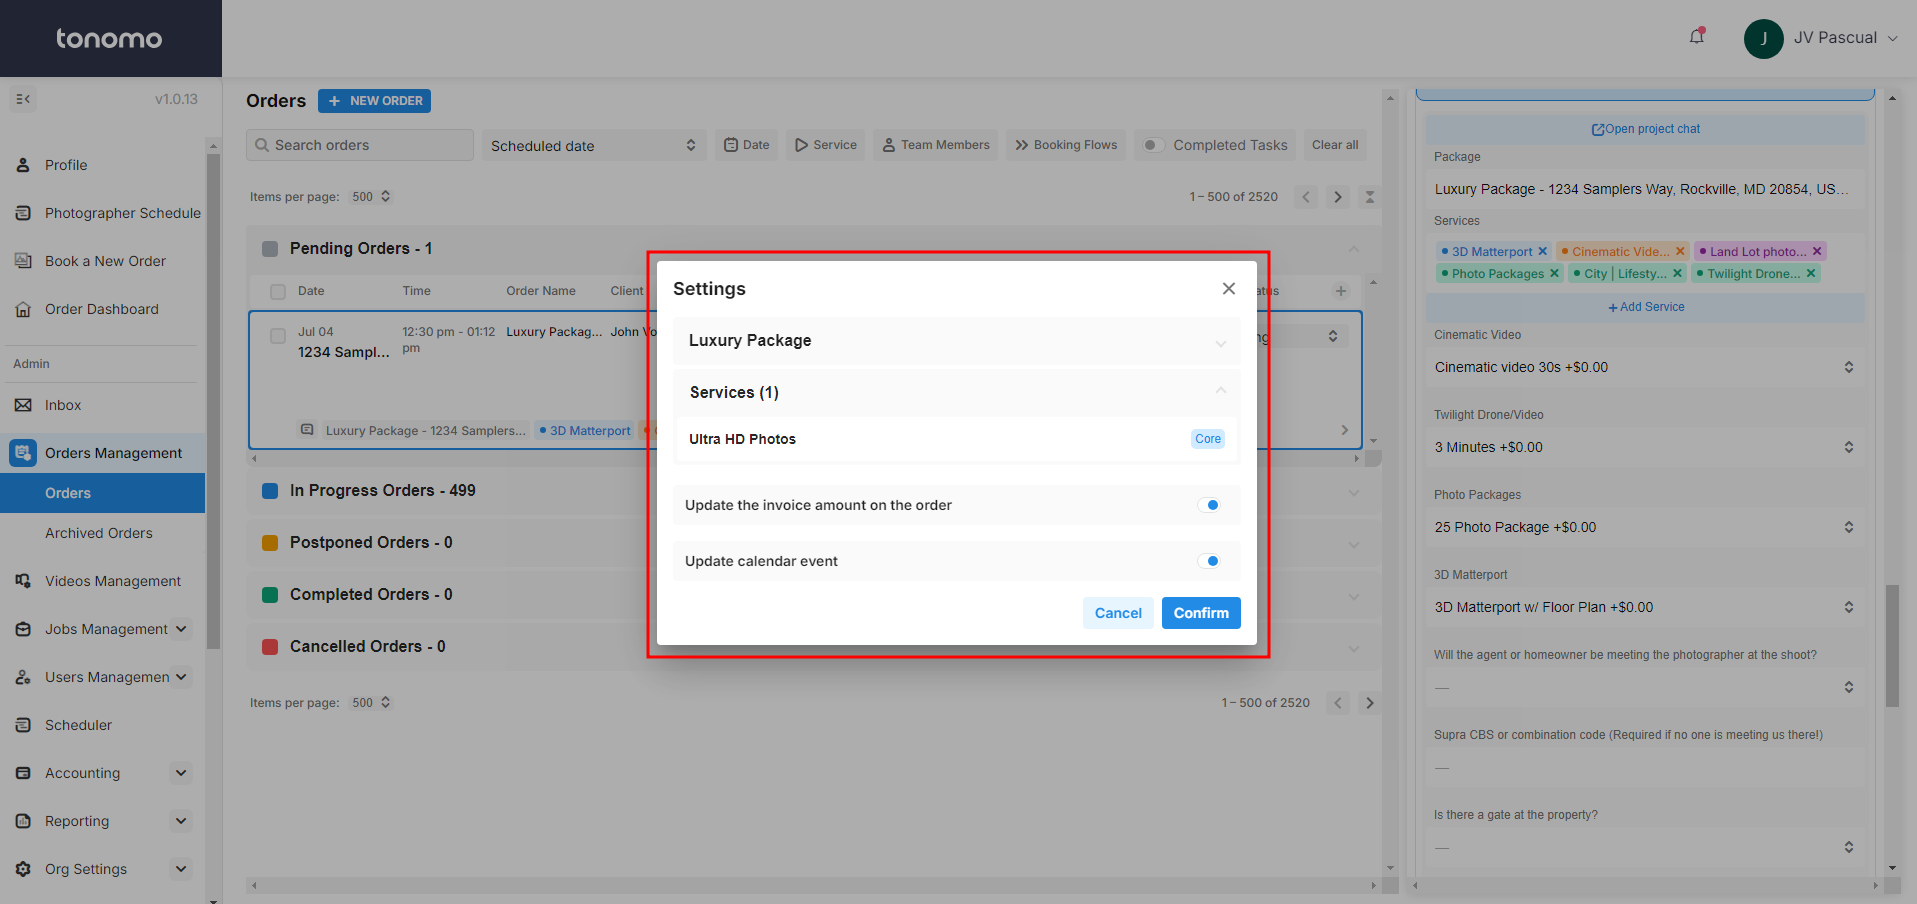 tonomo
JV Pascual
J
v1.0.13
Profile
Photographer Schedule
Book a New Order
Order Dashboard
Admin
Inbox
Orders Management
Orders
Archived Orders
Videos Management
Jobs Management
Users Managemen
Scheduler
Accounting
Reporting
Org Settings
Orders
+ NEW ORDER
Search orders
Scheduled date
Date
Service
Team Members
Booking Flows
Completed Tasks
Clear all
Items per page: 500
1 – 500 of 2520
Pending Orders - 1
Date Time Order Name Client
Jul 04
1234 Sampl...
12:30 pm - 01:12
pm
Luxury Packag...
John Vo
Luxury Package - 1234 Samplers...
3D Matterport
In Progress Orders - 499
Postponed Orders - 0
Completed Orders - 0
Cancelled Orders - 0
Items per page: 500
1 – 500 of 2520
Settings
Luxury Package
Services (1)
Ultra HD Photos
Core
Update the invoice amount on the order
Update calendar event
Cancel
Confirm
Open project chat
Package
Luxury Package - 1234 Samplers Way, Rockville, MD 20854, US...
Services
3D Matterport
Cinematic Vide...
Land Lot photo...
Photo Packages
City | Lifesty...
Twilight Drone...
+ Add Service
Cinematic Video
Cinematic video 30s +$0.00
Twilight Drone/Video
3 Minutes +$0.00
Photo Packages
25 Photo Package +$0.00
3D Matterport
3D Matterport w/ Floor Plan +$0.00
Will the agent or homeowner be meeting the photographer at the shoot?
—
Supra CBS or combination code (Required if no one is meeting us there!)
—
Is there a gate at the property?
—